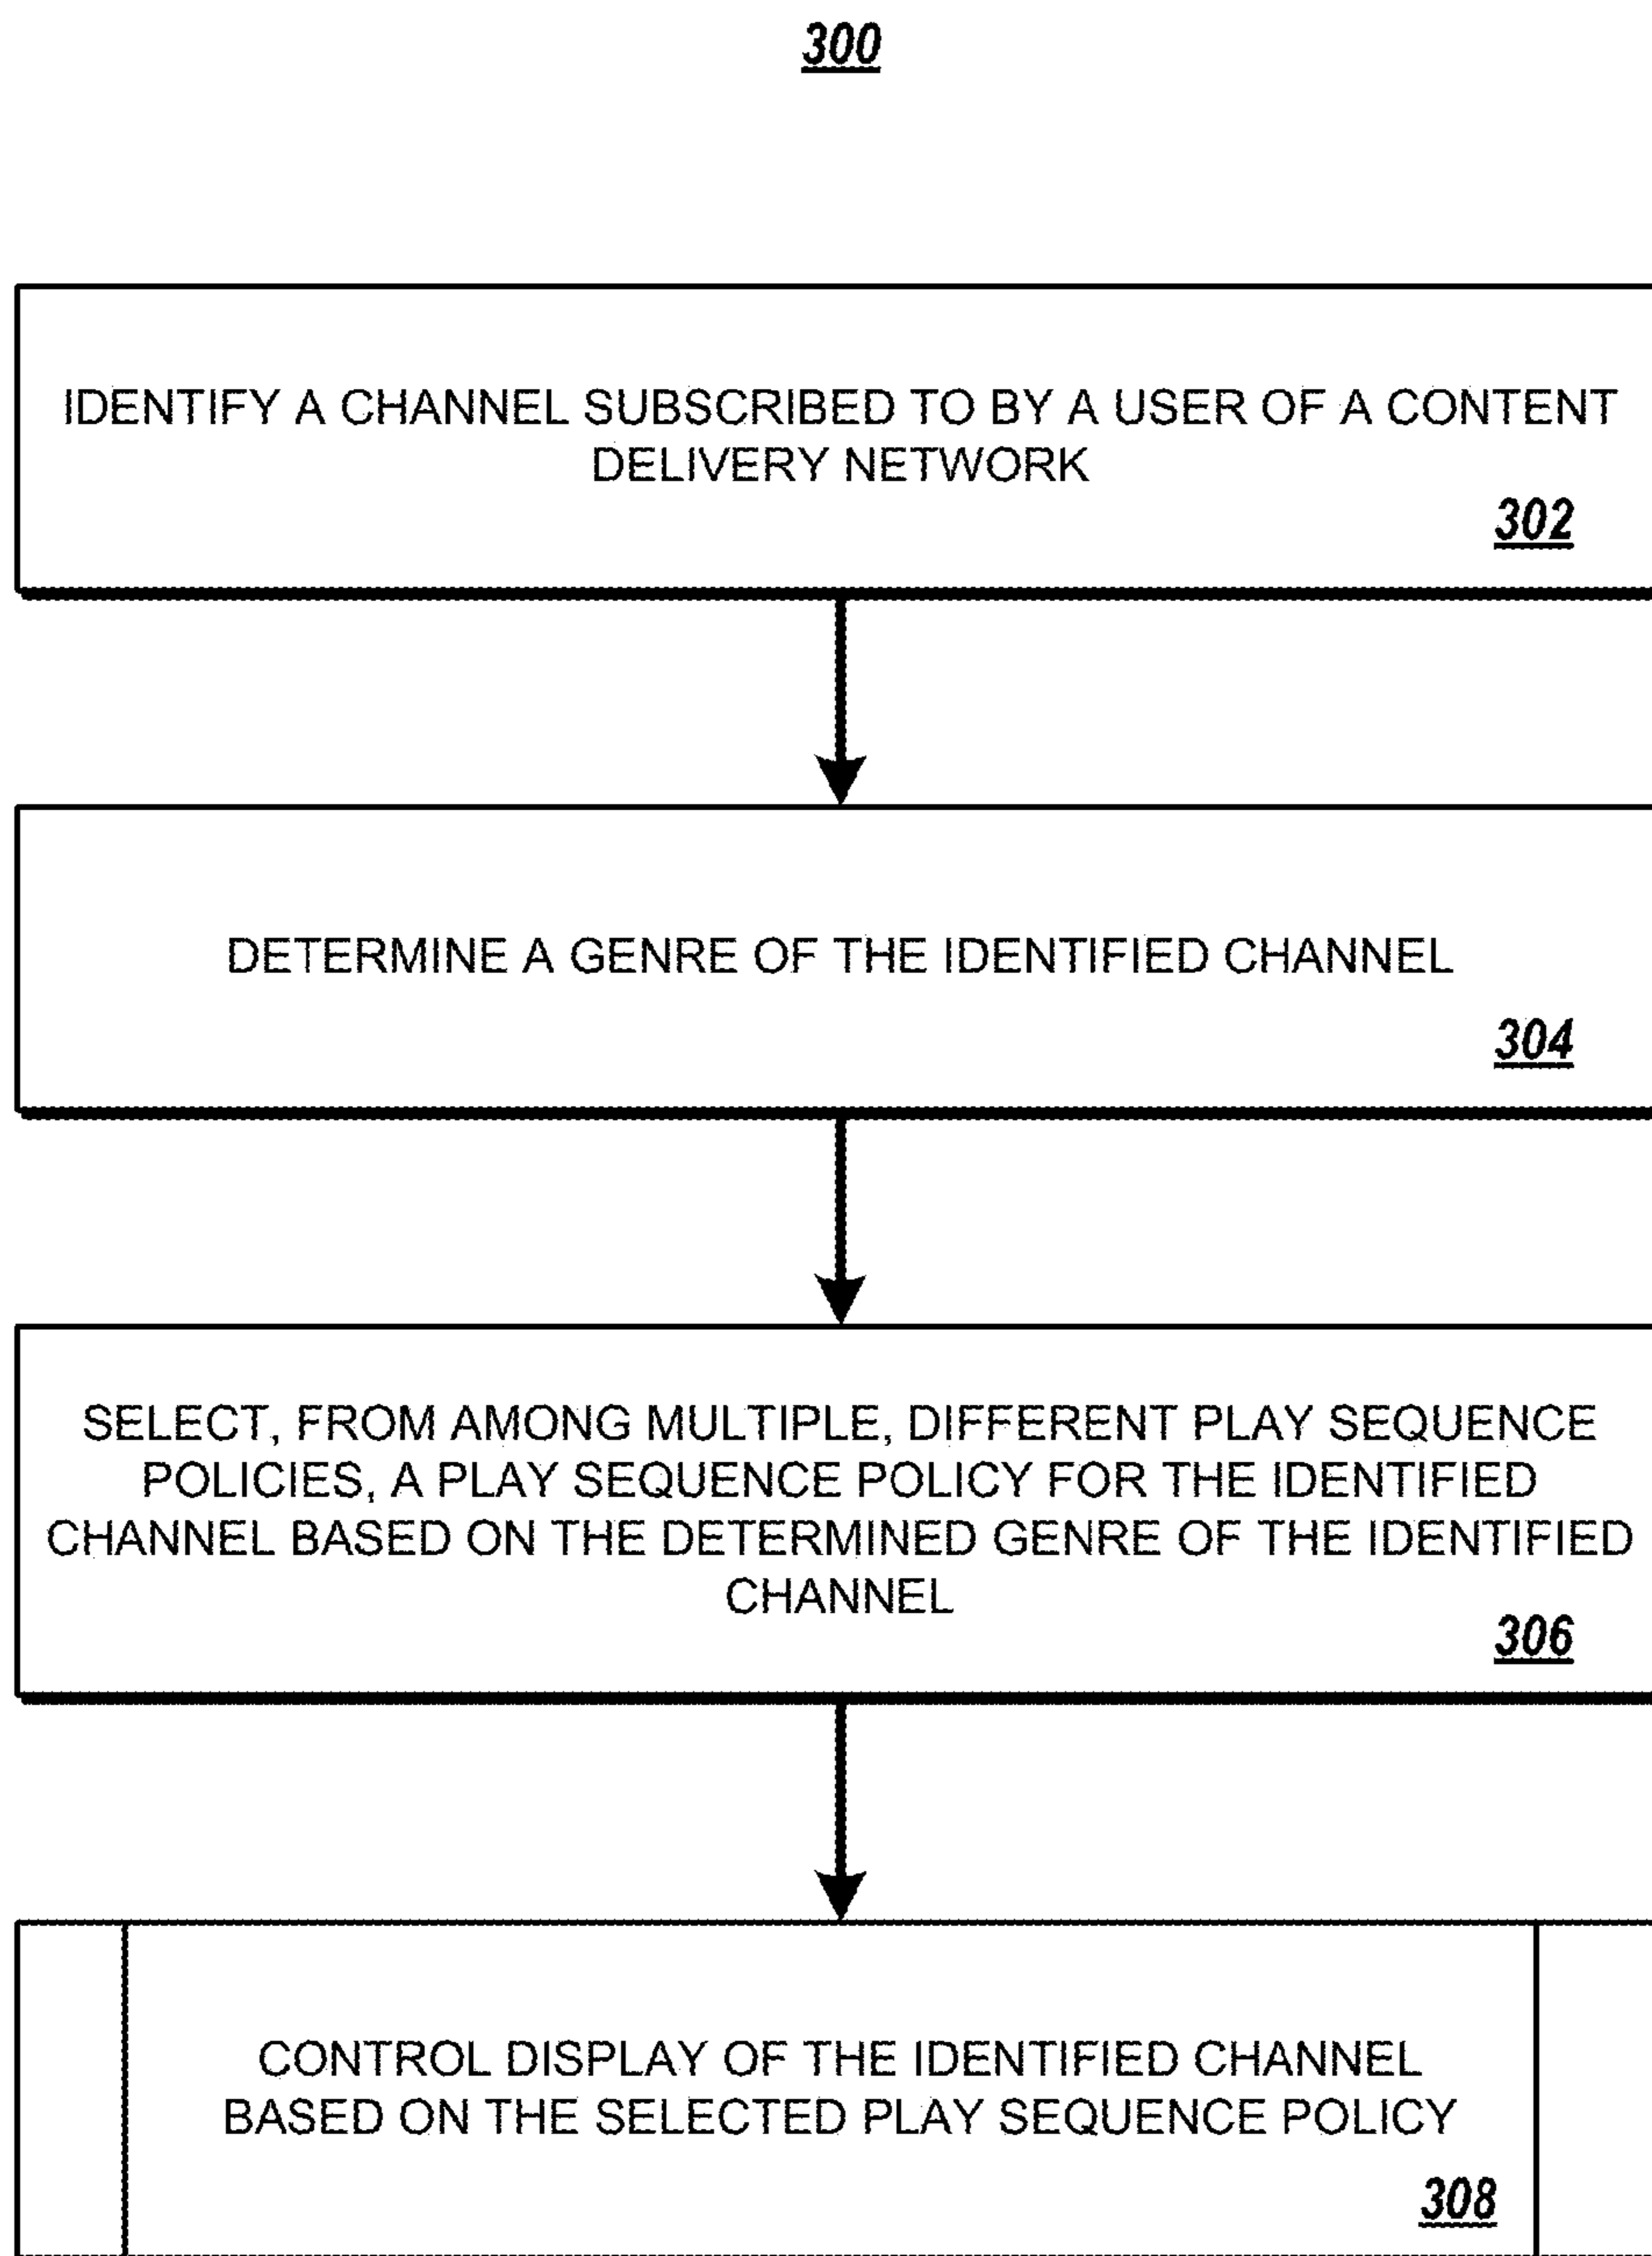 300
IDENTIFY A CHANNEL SUBSCRIBED TO BY A USER OF A CONTENT
DELIVERY NETWORK
302
DETERMINE A GENRE OF THE IDENTIFIED CHANNEL
304
SELECT, FROM AMONG MULTIPLE, DIFFERENT PLAY SEQUENCE
POLICIES, A PLAY SEQUENCE POLICY FOR THE IDENTIFIED
CHANNEL BASED ON THE DETERMINED GENRE OF THE IDENTIFIED
CHANNEL
306
CONTROL DISPLAY OF THE IDENTIFIED CHANNEL
BASED ON THE SELECTED PLAY SEQUENCE POLICY
308